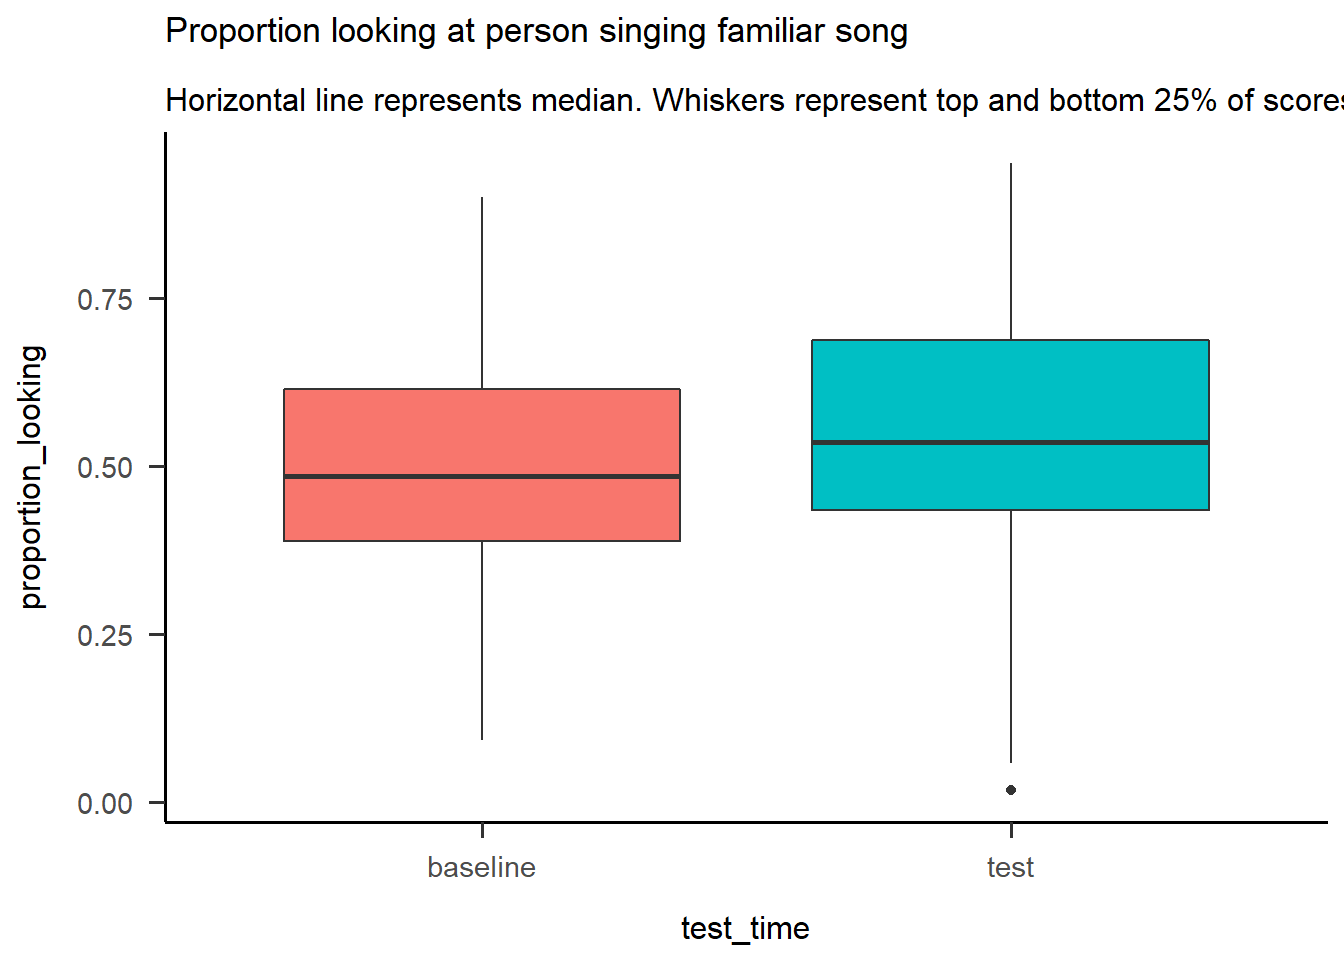 Proportion looking at person singing familiar song
Horizontal line represents median. Whiskers represent top and bottom 25% of scores
0.75
0.50
0.25
0.00
proportion_looking
baseline
test
test_time